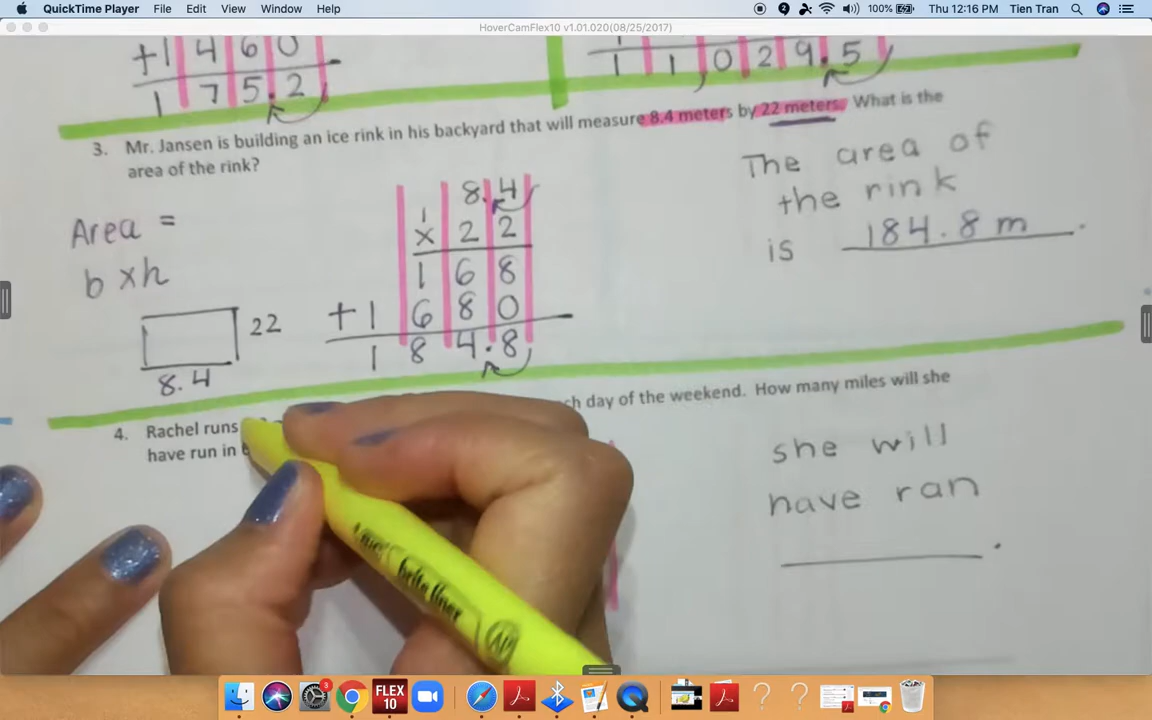 QuickTime Player File Edit View Window Help
100% Thu 12:16 PM Tien Tran
HoverCamFlex10 v1.01.020(08/25/2017)
+1 4 6 0
1 7 5.2
1 1,0 2 9.5
3. Mr. Jansen is building an ice rink in his backyard that will measure 8.4 meters by 22 meters. What is the
area of the rink?
Area =
b x h
22
8.4
8.4
1
x 2 2
1 6 8
+1 6 8 0
1 8 4.8
The area of
the rink
is 184.8 m.
4. Rachel runs
ch day of the weekend. How many miles will she
have run in
she will
have ran
.
brite liner
FLEX
10
3